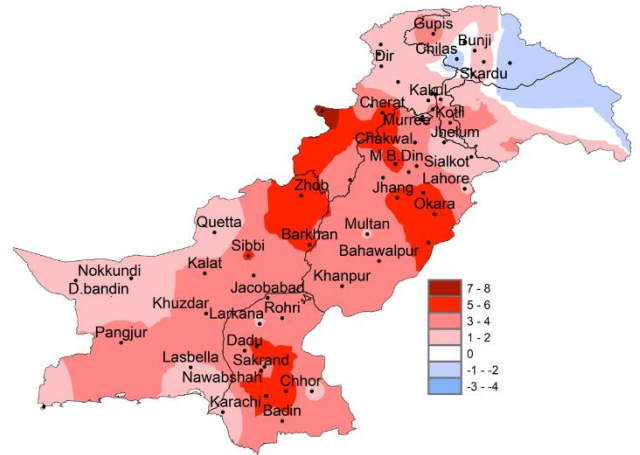 Gupis
Bunji
Dir
Chilas
Skardu
Kakul
Cherat
Murree
Kotli
Chakwal
Jhelum
M.B.Din
Sialkot
Zhob
Jhang
Lahore
Okara
Quetta
Multan
Barkhan
Sibbi
Bahawalpur
Nokkundi
Kalat
D.bandin
Jacobabad
Khanpur
Khuzdar
Larkana
Rohri
Pangjur
Dadu
Lasbella
Sakrand
Nawabshah
Chhor
Karachi
Badin
7 - 8
5 - 6
3 - 4
1 - 2
0
-1 - -2
-3 - -4